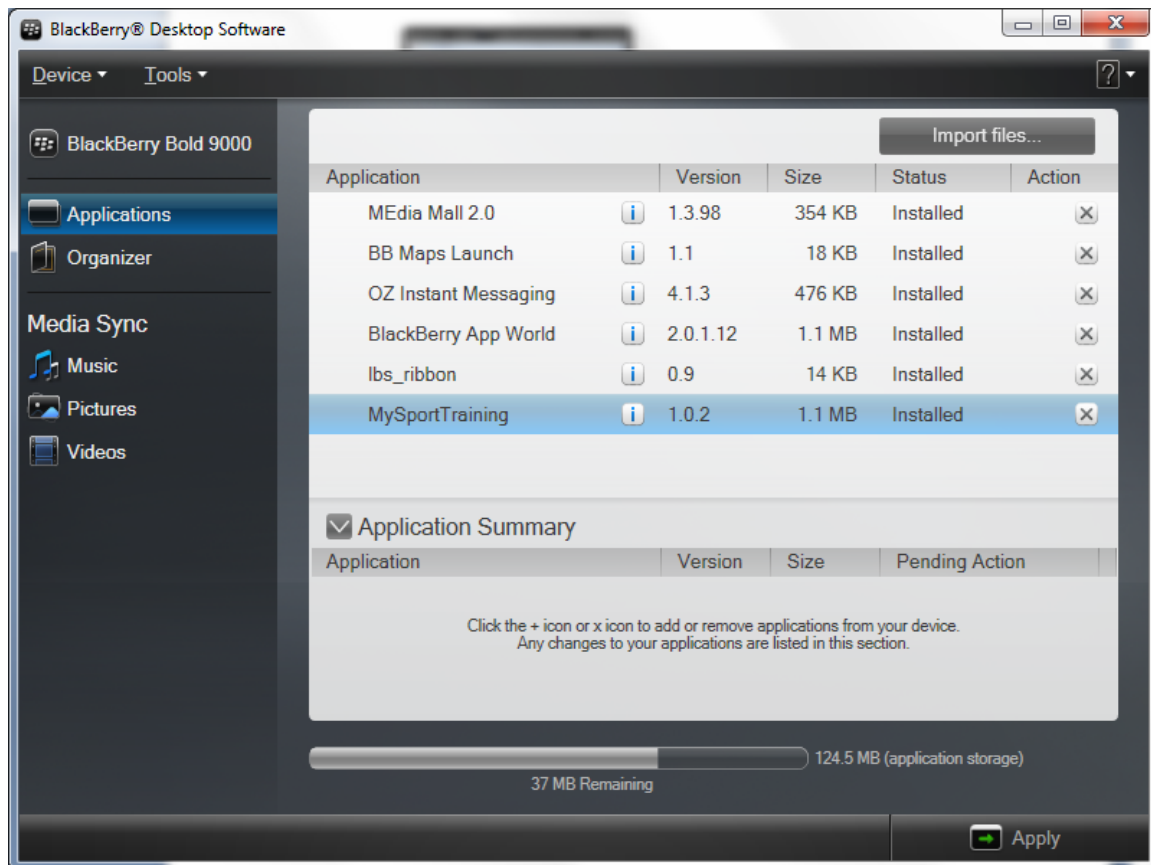 BlackBerry® Desktop Software
Device Tools ?
BlackBerry Bold 9000
Applications
Organizer
Media Sync
Music
Pictures
Videos
Import files...
Application Version Size Status Action
MEdia Mall 2.0 i 1.3.98 354 KB Installed
BB Maps Launch i 1.1 18 KB Installed
OZ Instant Messaging i 4.1.3 476 KB Installed
BlackBerry App World i 2.0.1.12 1.1 MB Installed
lbs_ribbon i 0.9 14 KB Installed
MySportTraining i 1.0.2 1.1 MB Installed
Application Summary
Application Version Size Pending Action
Click the + icon or x icon to add or remove applications from your device.
Any changes to your applications are listed in this section.
124.5 MB (application storage)
37 MB Remaining
Apply